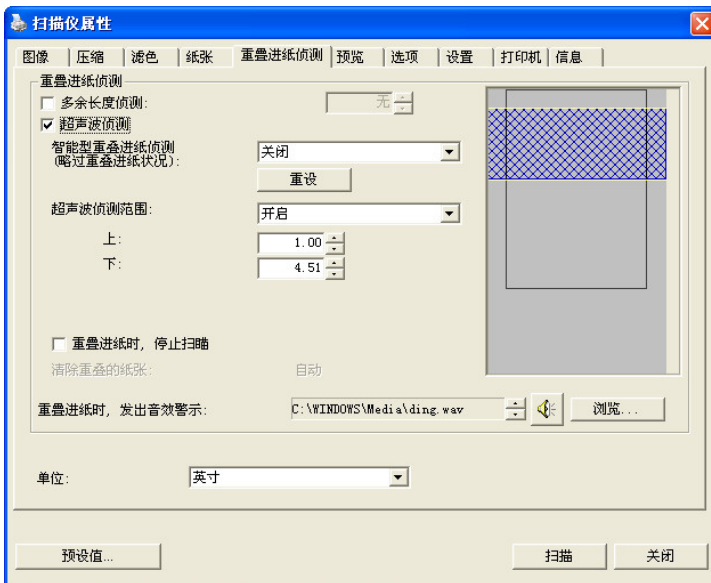 扫描仪属性
图像 压缩 滤色 纸张 重叠进纸侦测 预览 选项 设置 打印机 信息
重叠进纸侦测
多余长度侦测: 无
超声波侦测
智能型重叠进纸侦测 关闭
(略过重叠进纸状况):
重设
超声波侦测范围: 开启
上: 1.00
下: 4.51
重叠进纸时，停止扫瞄
清除重叠的纸张: 自动
重叠进纸时，发出音效警示: C:\WINDOWS\Media\ding.wav 浏览...
单位: 英寸
预设值... 扫描 关闭